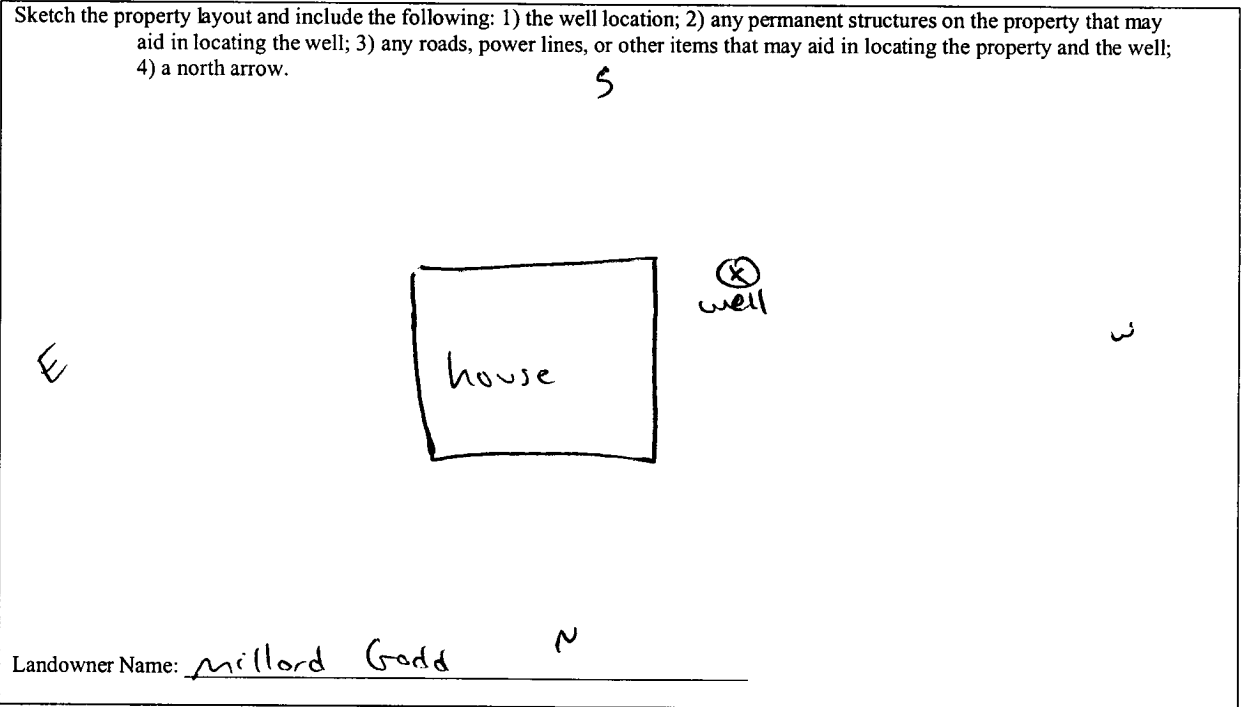 Sketch the property layout and include the following: 1) the well location; 2) any permanent structures on the property that may
aid in locating the well; 3) any roads, power lines, or other items that may aid in locating the property and the well;
4) a north arrow.
S
well
W
E
house
N
Landowner Name: Millord Godd